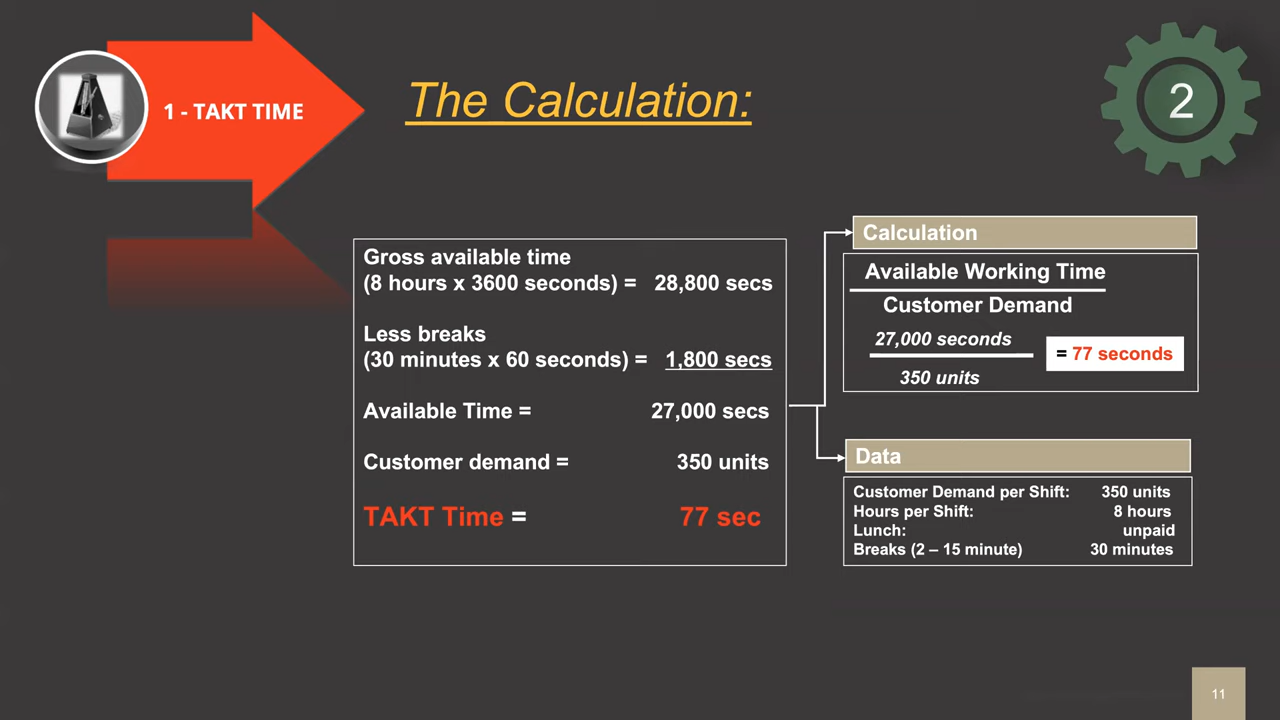 1 - TAKT TIME
The Calculation:
2
Gross available time
(8 hours x 3600 seconds) = 28,800 secs
Less breaks
(30 minutes x 60 seconds) = 1,800 secs
Available Time = 27,000 secs
Customer demand = 350 units
TAKT Time = 77 sec
Calculation
Available Working Time
Customer Demand
27,000 seconds
= 77 seconds
350 units
Data
Customer Demand per Shift: 350 units
Hours per Shift: 8 hours
Lunch: unpaid
Breaks (2 – 15 minute) 30 minutes
11